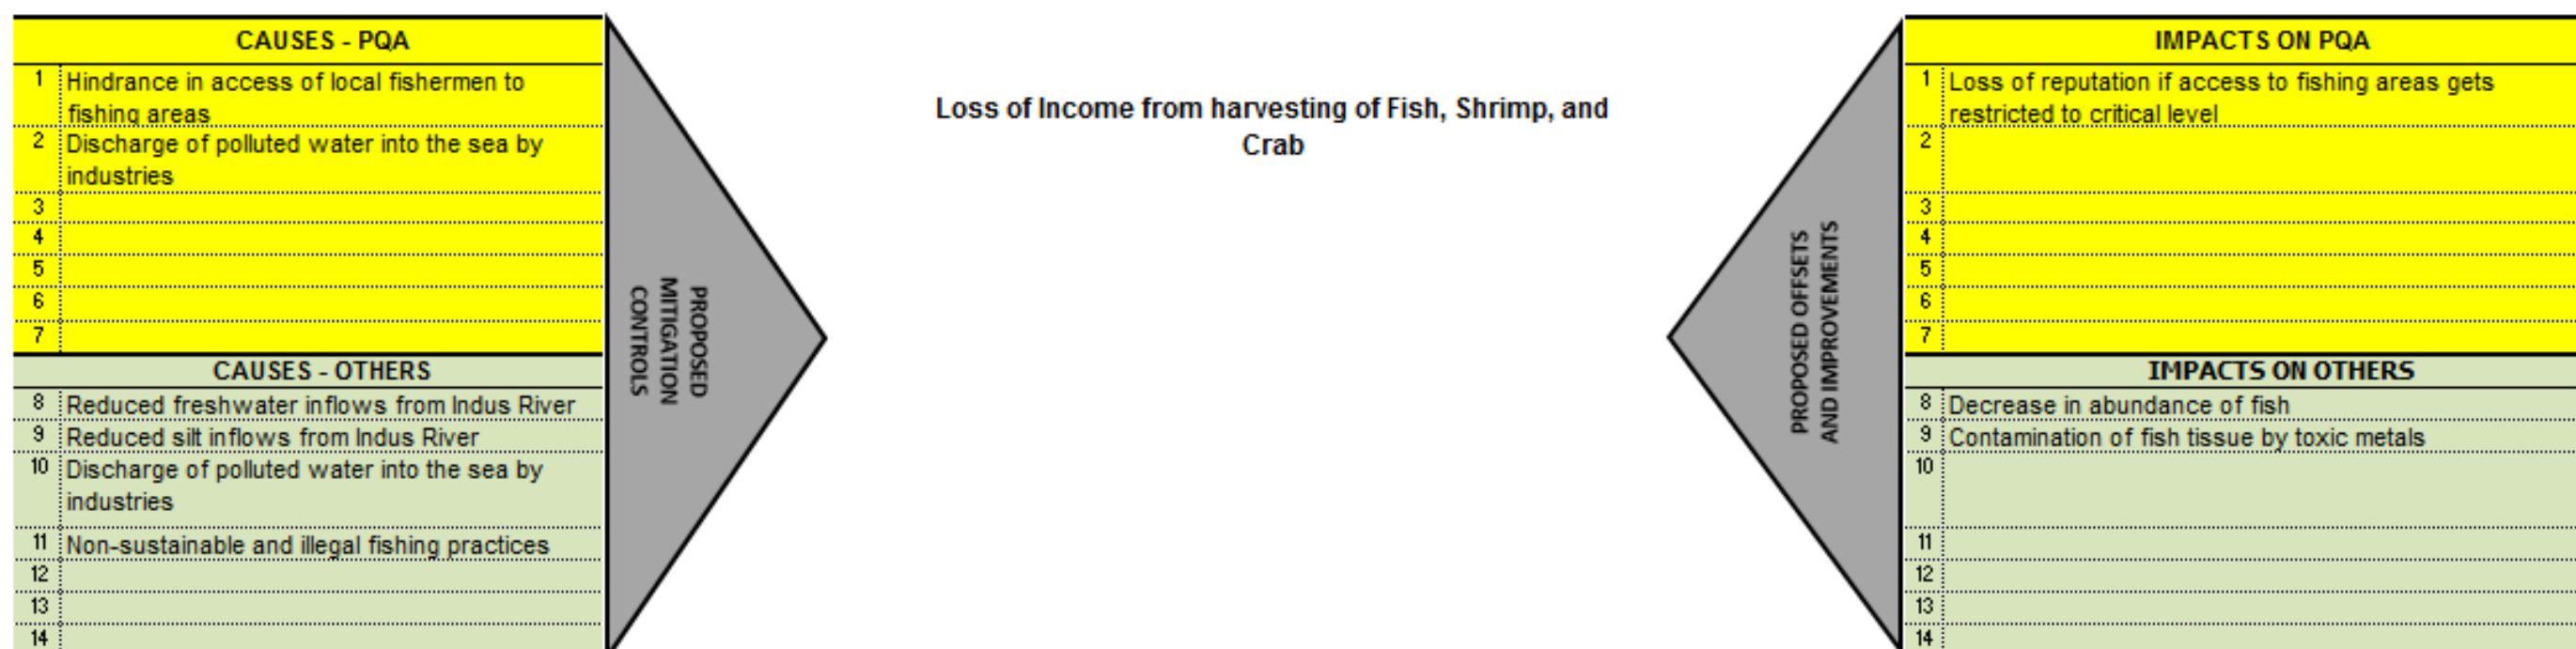 CAUSES - PQA
1 Hindrance in access of local fishermen to
fishing areas
2 Discharge of polluted water into the sea by
industries
3
4
5
6
7
CAUSES - OTHERS
8 Reduced freshwater inflows from Indus River
9 Reduced silt inflows from Indus River
10 Discharge of polluted water into the sea by
industries
11 Non-sustainable and illegal fishing practices
12
13
14
PROPOSED
MITIGATION
CONTROLS
Loss of Income from harvesting of Fish, Shrimp, and
Crab
PROPOSED OFFSETS
AND IMPROVEMENTS
IMPACTS ON PQA
1 Loss of reputation if access to fishing areas gets
restricted to critical level
2
3
4
5
6
7
IMPACTS ON OTHERS
8 Decrease in abundance of fish
9 Contamination of fish tissue by toxic metals
10
11
12
13
14